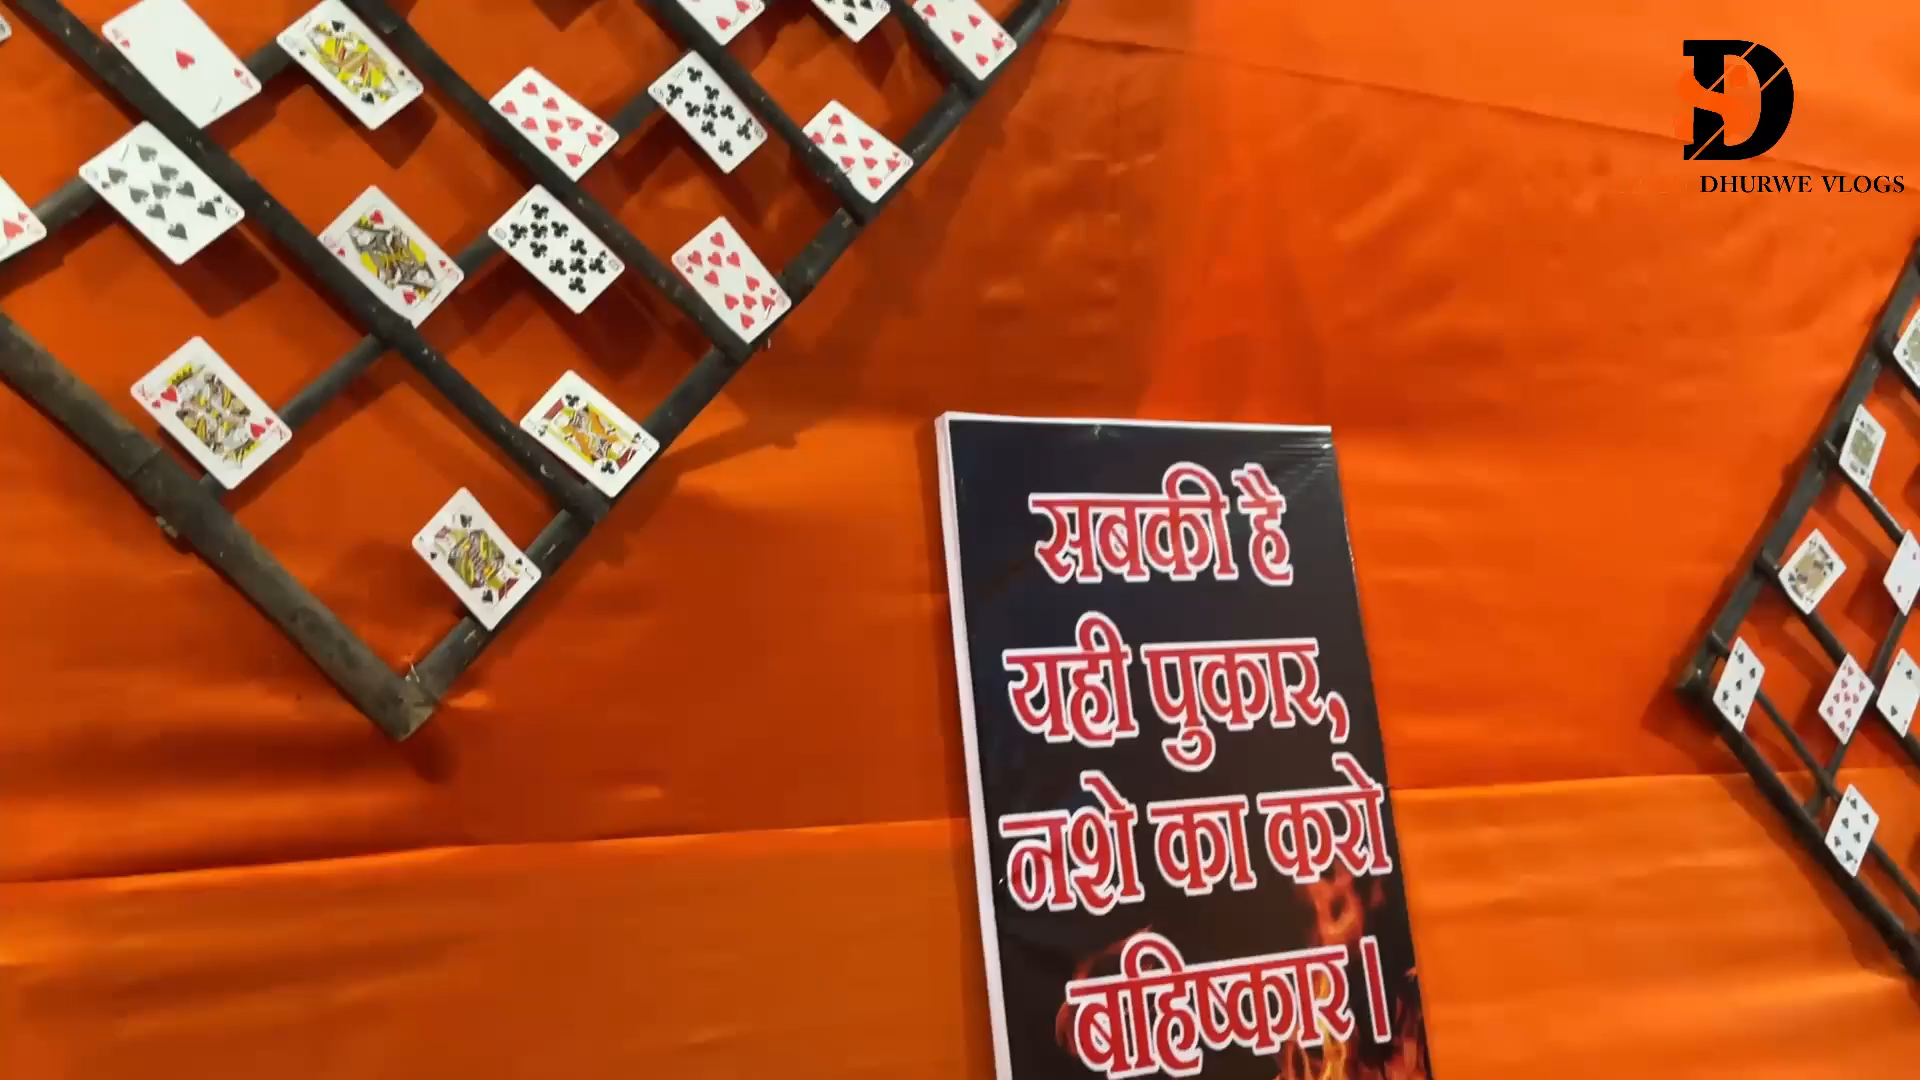 DHURWE VLOGS
सबकी है
यही पुकार,
नशे का करो
बहिष्कार।